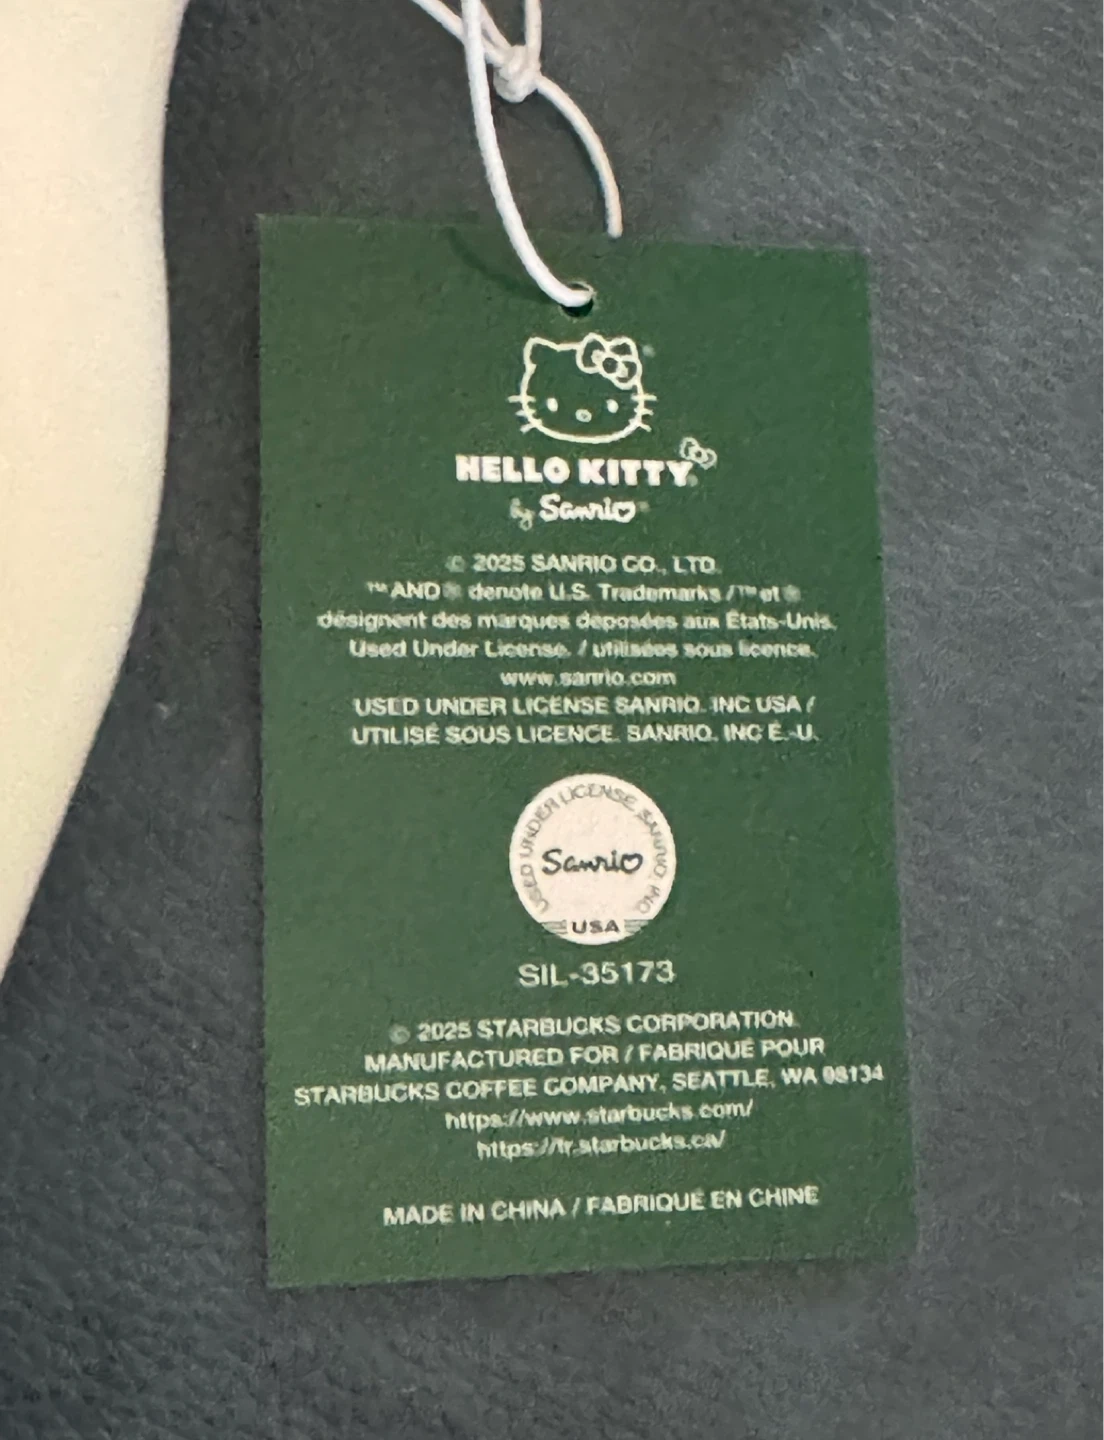 HELLO KITTY
by Sanrio
© 2025 SANRIO CO., LTD.
™ AND ® denote U.S. Trademarks / ™ et ®
désignent des marques deposées aux États-Unis.
Used Under License. / utilisées sous licence.
www.sanrio.com
USED UNDER LICENSE SANRIO. INC USA /
UTILISÉ SOUS LICENCE. SANRIO. INC É.-U.
USED UNDER LICENSE, SANRIO, INC
Sanrio
USA
SIL-35173
© 2025 STARBUCKS CORPORATION
MANUFACTURED FOR / FABRIQUÉ POUR
STARBUCKS COFFEE COMPANY, SEATTLE, WA 98134
https://www.starbucks.com/
https://fr.starbucks.ca/
MADE IN CHINA / FABRIQUÉ EN CHINE